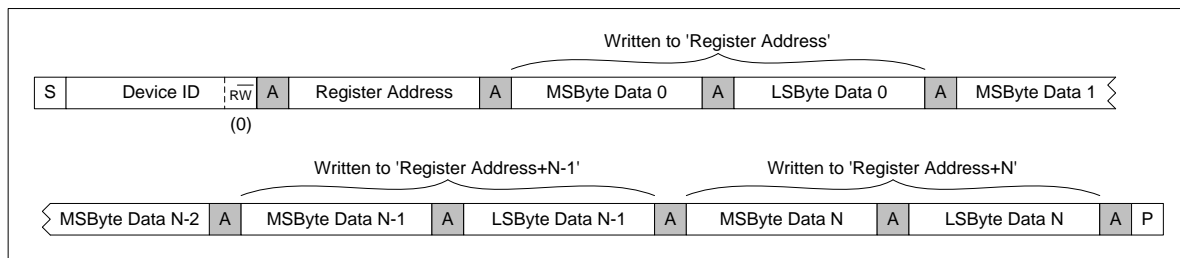 Written to 'Register Address'
S Device ID RW A Register Address A MSByte Data 0 A LSByte Data 0 A MSByte Data 1
(0)
Written to 'Register Address+N-1' Written to 'Register Address+N'
MSByte Data N-2 A MSByte Data N-1 A LSByte Data N-1 A MSByte Data N A LSByte Data N A P